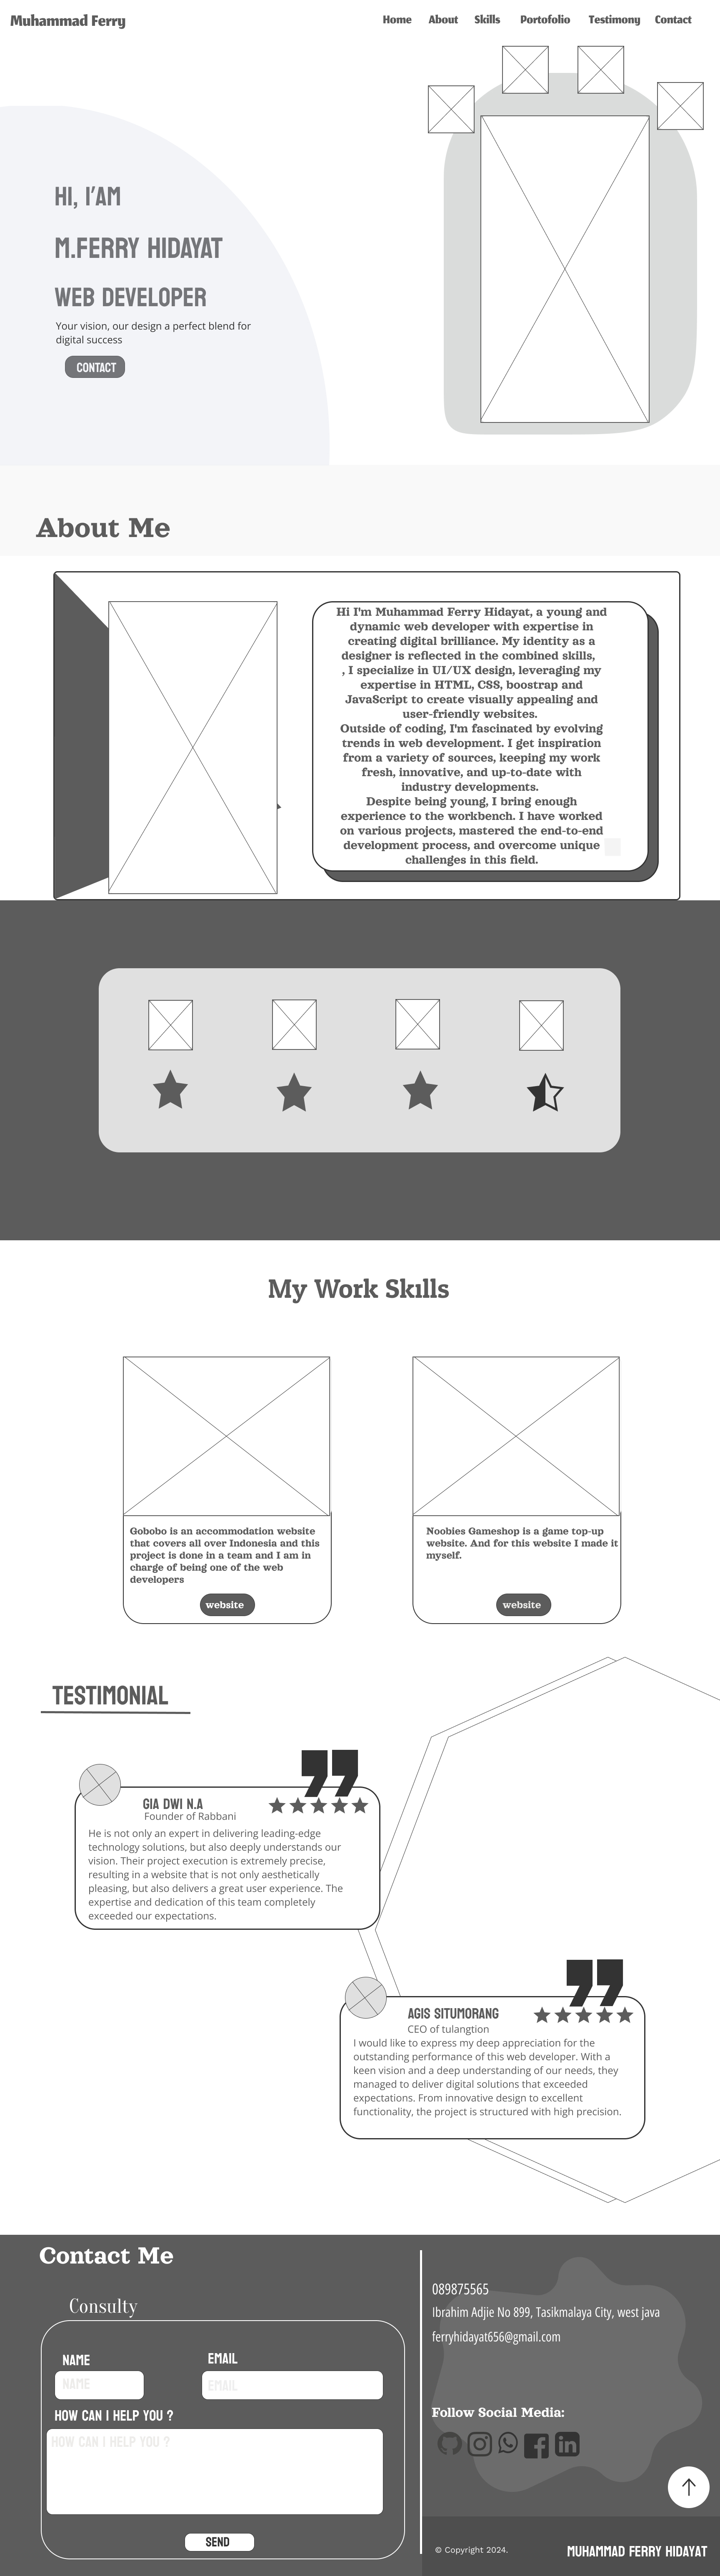 Muhammad Ferry
Home About Skills Portofolio Testimony Contact
HI, I'AM
M.FERRY HIDAYAT
WEB DEVELOPER
Your vision, our design a perfect blend for
digital success
CONTACT
About Me
Hi I'm Muhammad Ferry Hidayat, a young and
dynamic web developer with expertise in
creating digital brilliance. My identity as a
designer is reflected in the combined skills,
, I specialize in UI/UX design, leveraging my
expertise in HTML, CSS, boostrap and
JavaScript to create visually appealing and
user-friendly websites.
Outside of coding, I'm fascinated by evolving
trends in web development. I get inspiration
from a variety of sources, keeping my work
fresh, innovative, and up-to-date with
industry developments.
Despite being young, I bring enough
experience to the workbench. I have worked
on various projects, mastered the end-to-end
development process, and overcome unique
challenges in this field.
My Work Skills
Gobobo is an accommodation website
that covers all over Indonesia and this
project is done in a team and I am in
charge of being one of the web
developers
website
Noobies Gameshop is a game top-up
website. And for this website I made it
myself.
website
TESTIMONIAL
GIA DWI N.A
Founder of Rabbani
He is not only an expert in delivering leading-edge
technology solutions, but also deeply understands our
vision. Their project execution is extremely precise,
resulting in a website that is not only aesthetically
pleasing, but also delivers a great user experience. The
expertise and dedication of this team completely
exceeded our expectations.
AGIS SITUMORANG
CEO of tulangtion
I would like to express my deep appreciation for the
outstanding performance of this web developer. With a
keen vision and a deep understanding of our needs, they
managed to deliver digital solutions that exceeded
expectations. From innovative design to excellent
functionality, the project is structured with high precision.
Contact Me
Consulty
NAME
NAME
EMAIL
EMAIL
HOW CAN I HELP YOU ?
HOW CAN I HELP YOU ?
SEND
089875565
Ibrahim Adjie No 899, Tasikmalaya City, west java
ferryhidayat656@gmail.com
Follow Social Media:
© Copyright 2024.
MUHAMMAD FERRY HIDAYAT